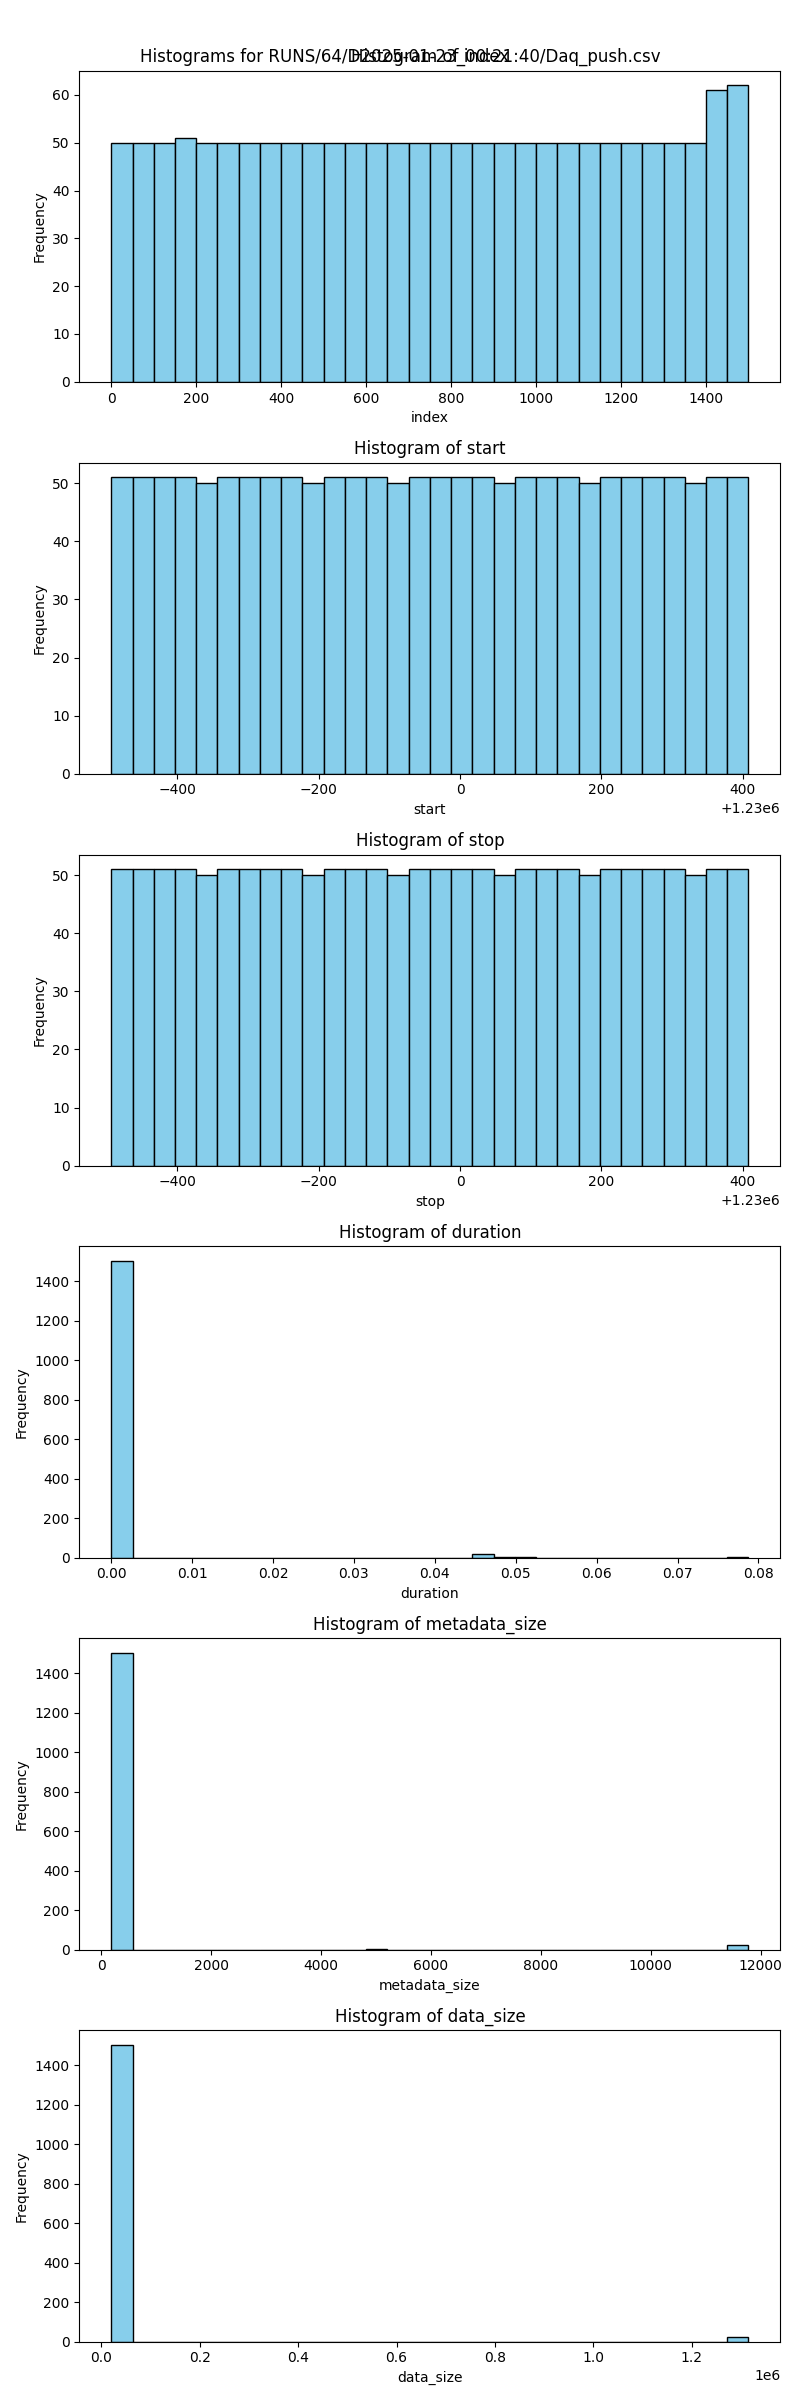 Histograms for RUNS/64/D2025-01-23_00:21:40/Daq_push.csv
Histogram of index
60
50
40
30
20
10
0
Frequency
0 200 400 600 800 1000 1200 1400
index
Histogram of start
50
40
30
20
10
0
Frequency
−400 −200 0 200 400
start
+1.23e6
Histogram of stop
50
40
30
20
10
0
Frequency
−400 −200 0 200 400
stop
+1.23e6
Histogram of duration
1400
1200
1000
800
600
400
200
0
Frequency
0.00 0.01 0.02 0.03 0.04 0.05 0.06 0.07 0.08
duration
Histogram of metadata_size
1400
1200
1000
800
600
400
200
0
Frequency
0 2000 4000 6000 8000 10000 12000
metadata_size
Histogram of data_size
1400
1200
1000
800
600
400
200
0
Frequency
0.0 0.2 0.4 0.6 0.8 1.0 1.2
data_size
1e6